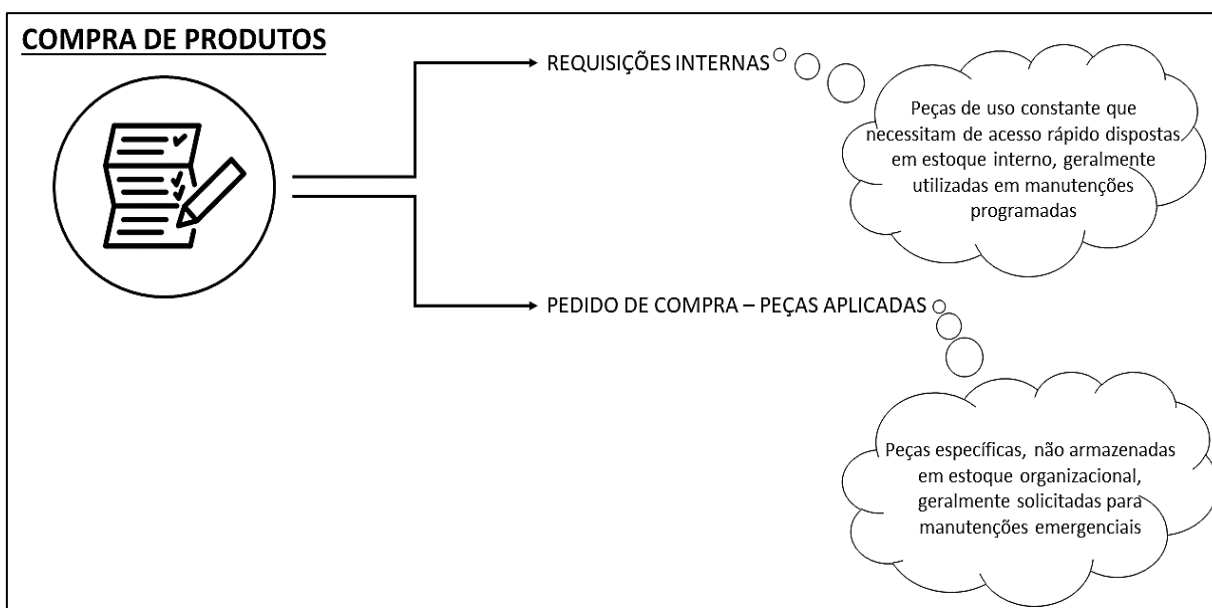 COMPRA DE PRODUTOS
REQUISIÇÕES INTERNAS
Peças de uso constante que
necessitam de acesso rápido dispostas
em estoque interno, geralmente
utilizadas em manutenções
programadas
PEDIDO DE COMPRA – PEÇAS APLICADAS
Peças específicas, não armazenadas
em estoque organizacional,
geralmente solicitadas para
manutenções emergenciais